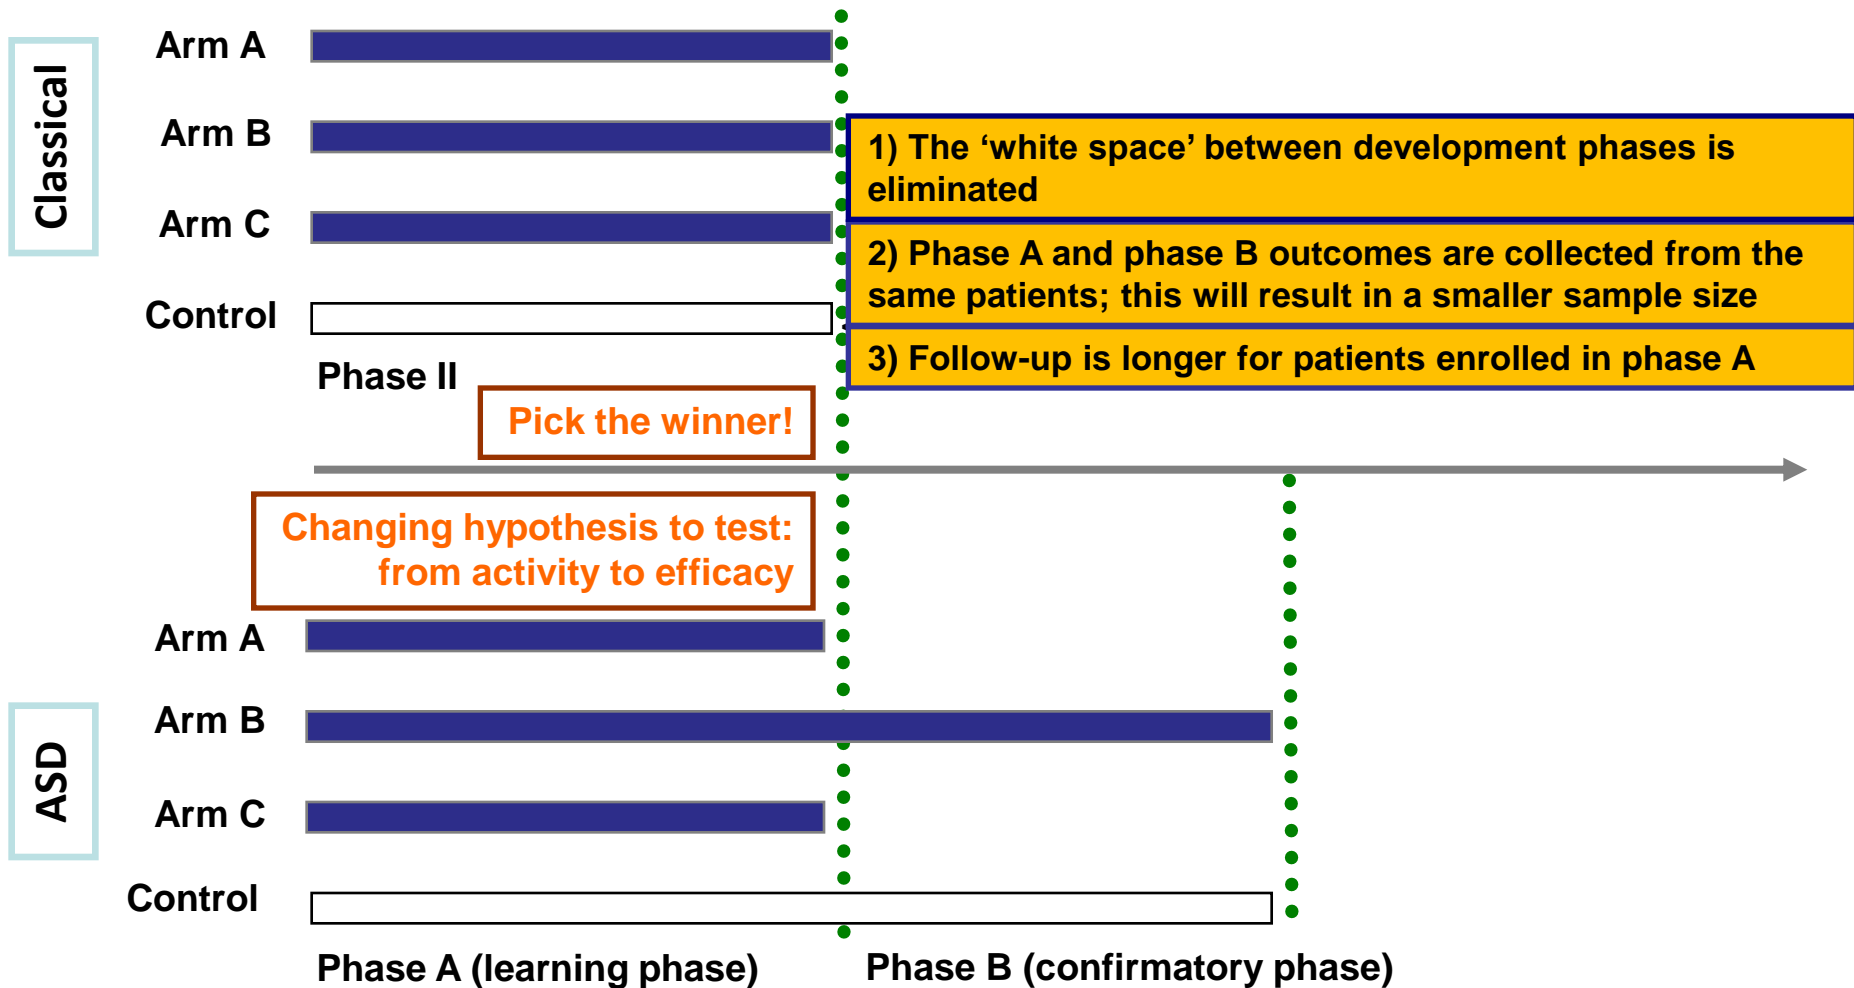 Classical
Arm A
Arm B
Arm C
Control
Phase II
1) The ‘white space’ between development phases is
eliminated
2) Phase A and phase B outcomes are collected from the
same patients; this will result in a smaller sample size
3) Follow-up is longer for patients enrolled in phase A
Pick the winner!
Changing hypothesis to test:
from activity to efficacy
ASD
Arm A
Arm B
Arm C
Control
Phase A (learning phase)
Phase B (confirmatory phase)